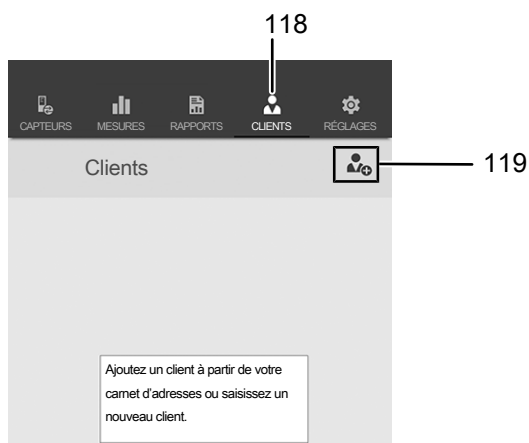 118
CAPTEURS MESURES RAPPORTS CLIENTS RÉGLAGES
Clients
119
Ajoutez un client à partir de votre
carnet d'adresses ou saisissez un
nouveau client.